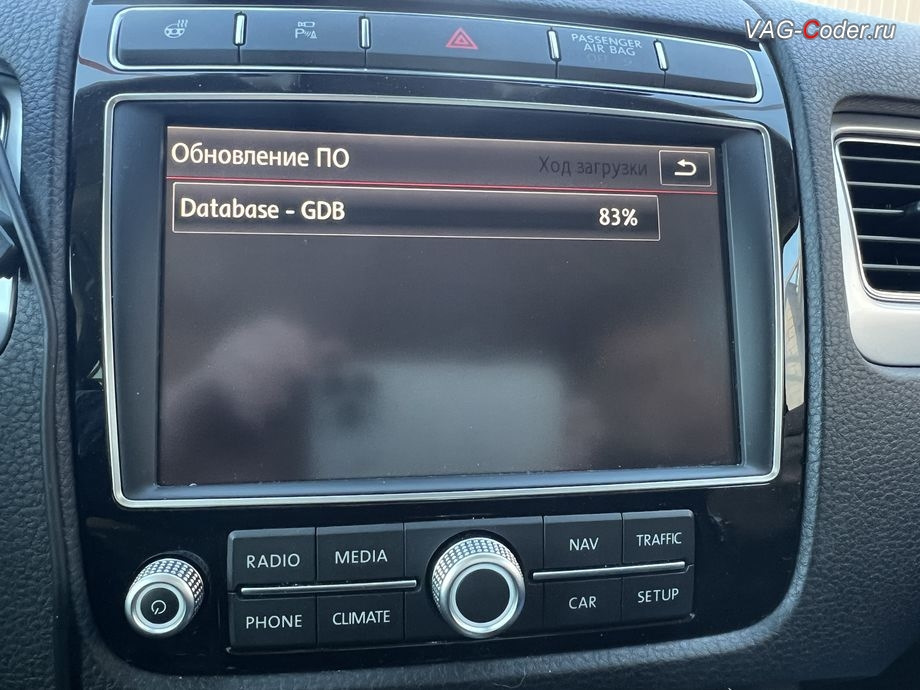 VAG-Coder.ru
PASSENGER
AIR BAG
OFF
Обновление ПО
Ход загрузки
Database - GDB 83%
RADIO MEDIA NAV TRAFFIC
PHONE CLIMATE CAR SETUP